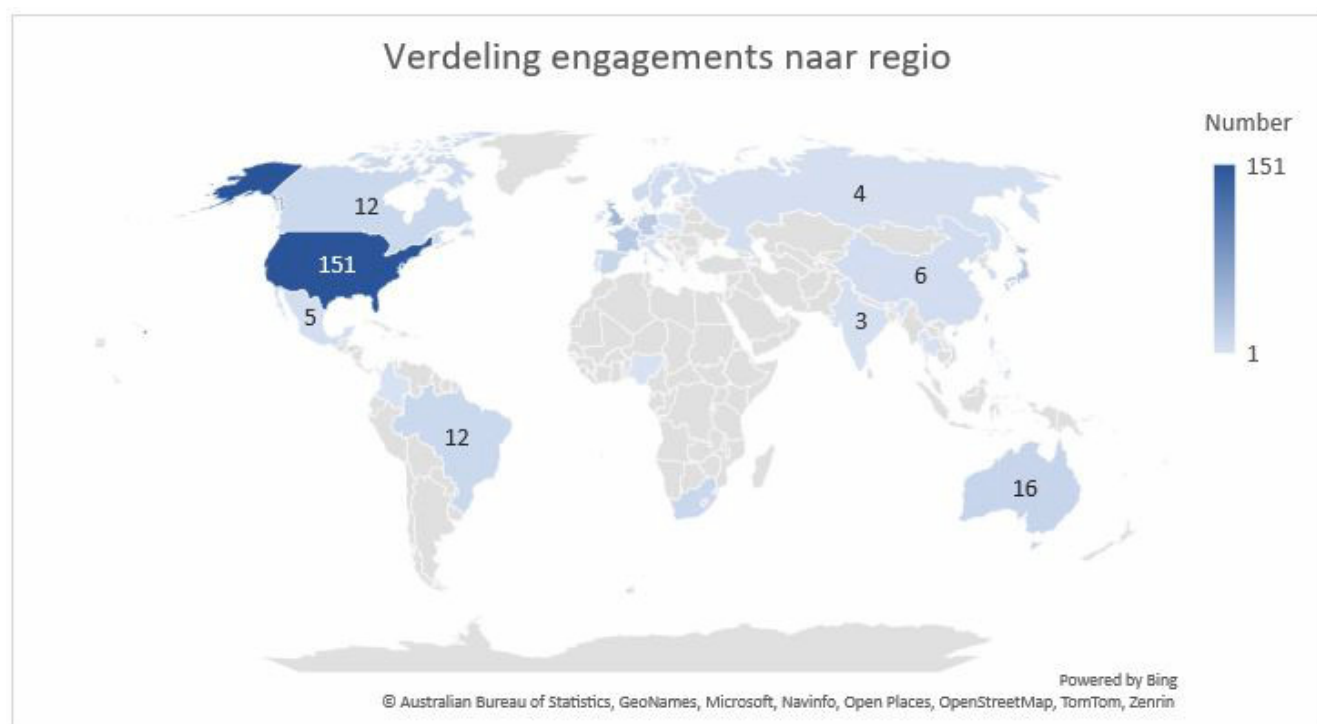 Verdeling engagements naar regio
Number
151
1
12
151
5
12
4
6
3
16
Powered by Bing
© Australian Bureau of Statistics, GeoNames, Microsoft, Navinfo, Open Places, OpenStreetMap, TomTom, Zenrin